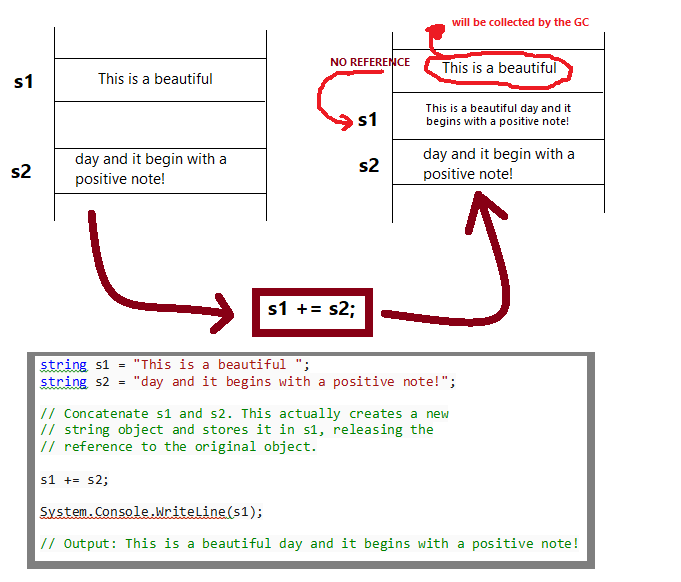 will be collected by the GC
NO REFERENCE
s1
This is a beautiful
This is a beautiful
s1
This is a beautiful day and it
begins with a positive note!
s2
day and it begin with a
positive note!
s2
day and it begin with a
positive note!
s1 += s2;
string s1 = "This is a beautiful ";
string s2 = "day and it begins with a positive note!";
// Concatenate s1 and s2. This actually creates a new
// string object and stores it in s1, releasing the
// reference to the original object.
s1 += s2;
System.Console.WriteLine(s1);
// Output: This is a beautiful day and it begins with a positive note!